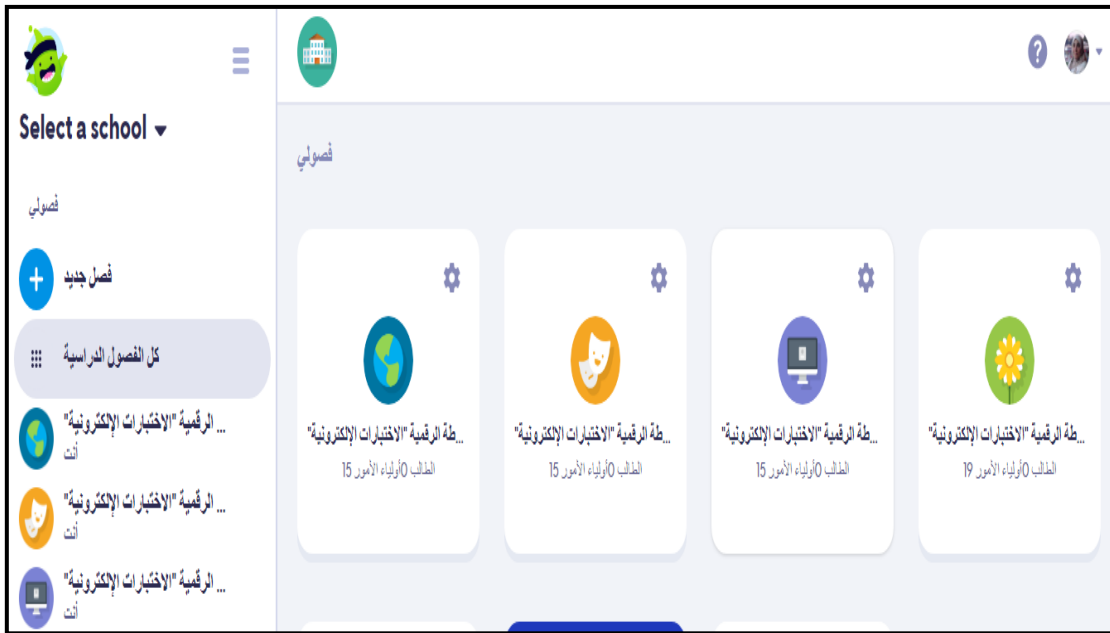 Select a school
فصولي
فصل جديد
كل الفصول الدراسية
... الرقمية "الاختبارات الإلكترونية"
أنت
... الرقمية "الاختبارات الإلكترونية"
أنت
... الرقمية "الاختبارات الإلكترونية"
أنت
?
فصولي
...طة الرقمية "الاختبارات الإلكترونية"
الطالب 0أولياء الأمور 15
...طة الرقمية "الاختبارات الإلكترونية"
الطالب 0أولياء الأمور 15
...طة الرقمية "الاختبارات الإلكترونية"
الطالب 0أولياء الأمور 15
...طة الرقمية "الاختبارات الإلكترونية"
الطالب 0أولياء الأمور 19